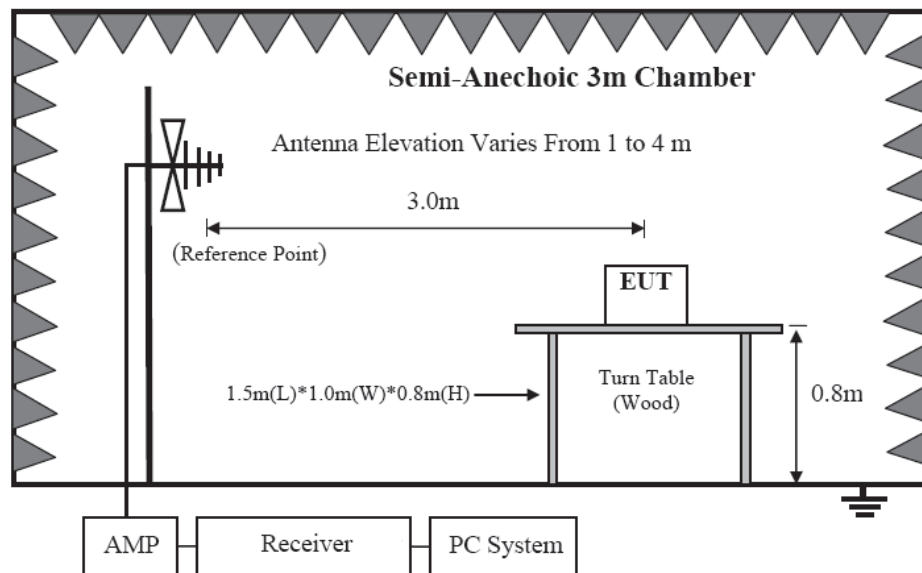 Semi-Anechoic 3m Chamber
Antenna Elevation Varies From 1 to 4 m
3.0m
(Reference Point)
EUT
1.5m(L)*1.0m(W)*0.8m(H)
Turn Table
(Wood)
0.8m
AMP
Receiver
PC System